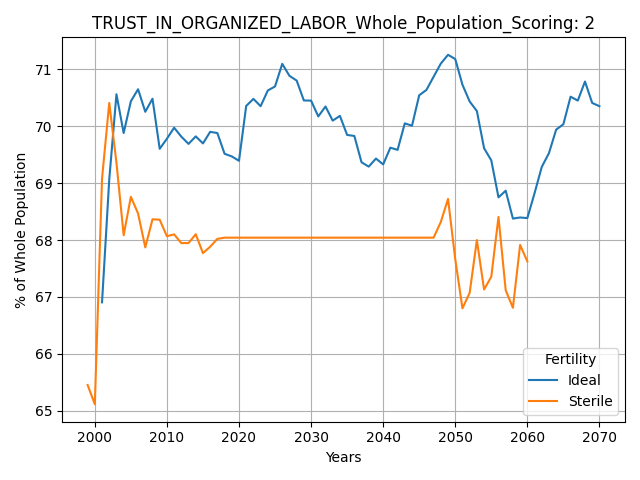 TRUST_IN_ORGANIZED_LABOR_Whole_Population_Scoring: 2
% of Whole Population
71
70
69
68
67
66
65
Fertility
Ideal
Sterile
2000 2010 2020 2030 2040 2050 2060 2070
Years